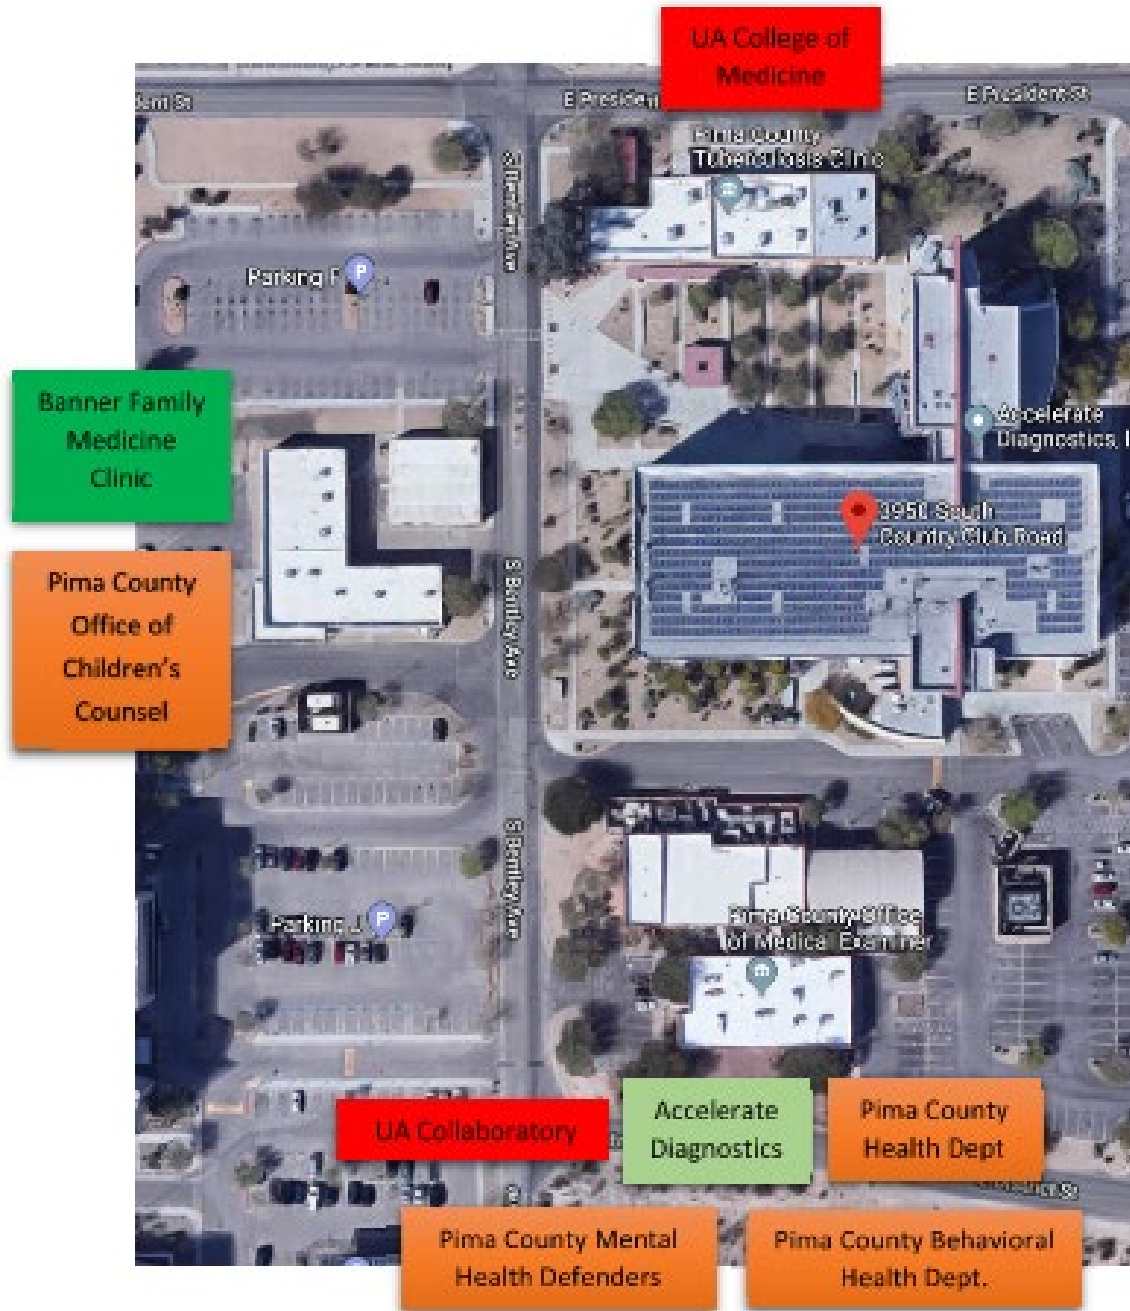 UA College of
Medicine
E President St
Pima County
Tuberculosis Clinic
S Bentley Ave
Parking
P
Banner Family
Medicine
Clinic
Accelerate
Diagnostics, I
3950 South
Country Club Road
Pima County
Office of
Children's
Counsel
S Bentley Ave
S Bentley Ave
Parking J
P
Pima County Office
of Medical Examiner
UA Collaboratory
Accelerate
Diagnostics
Pima County
Health Dept
St
Pima County Mental
Health Defenders
Pima County Behavioral
Health Dept.